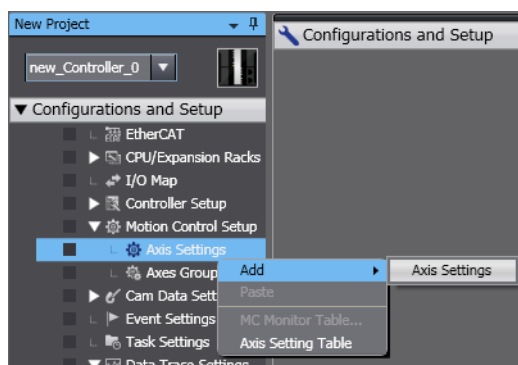 New Project
Configurations and Setup
new_Controller_0
Configurations and Setup
EtherCAT
CPU/Expansion Racks
I/O Map
Controller Setup
Motion Control Setup
Axis Settings
Axes Group
Cam Data Sett
Event Settings
Task Settings
Data Trace Settings
Add
Paste
MC Monitor Table...
Axis Setting Table
Axis Settings